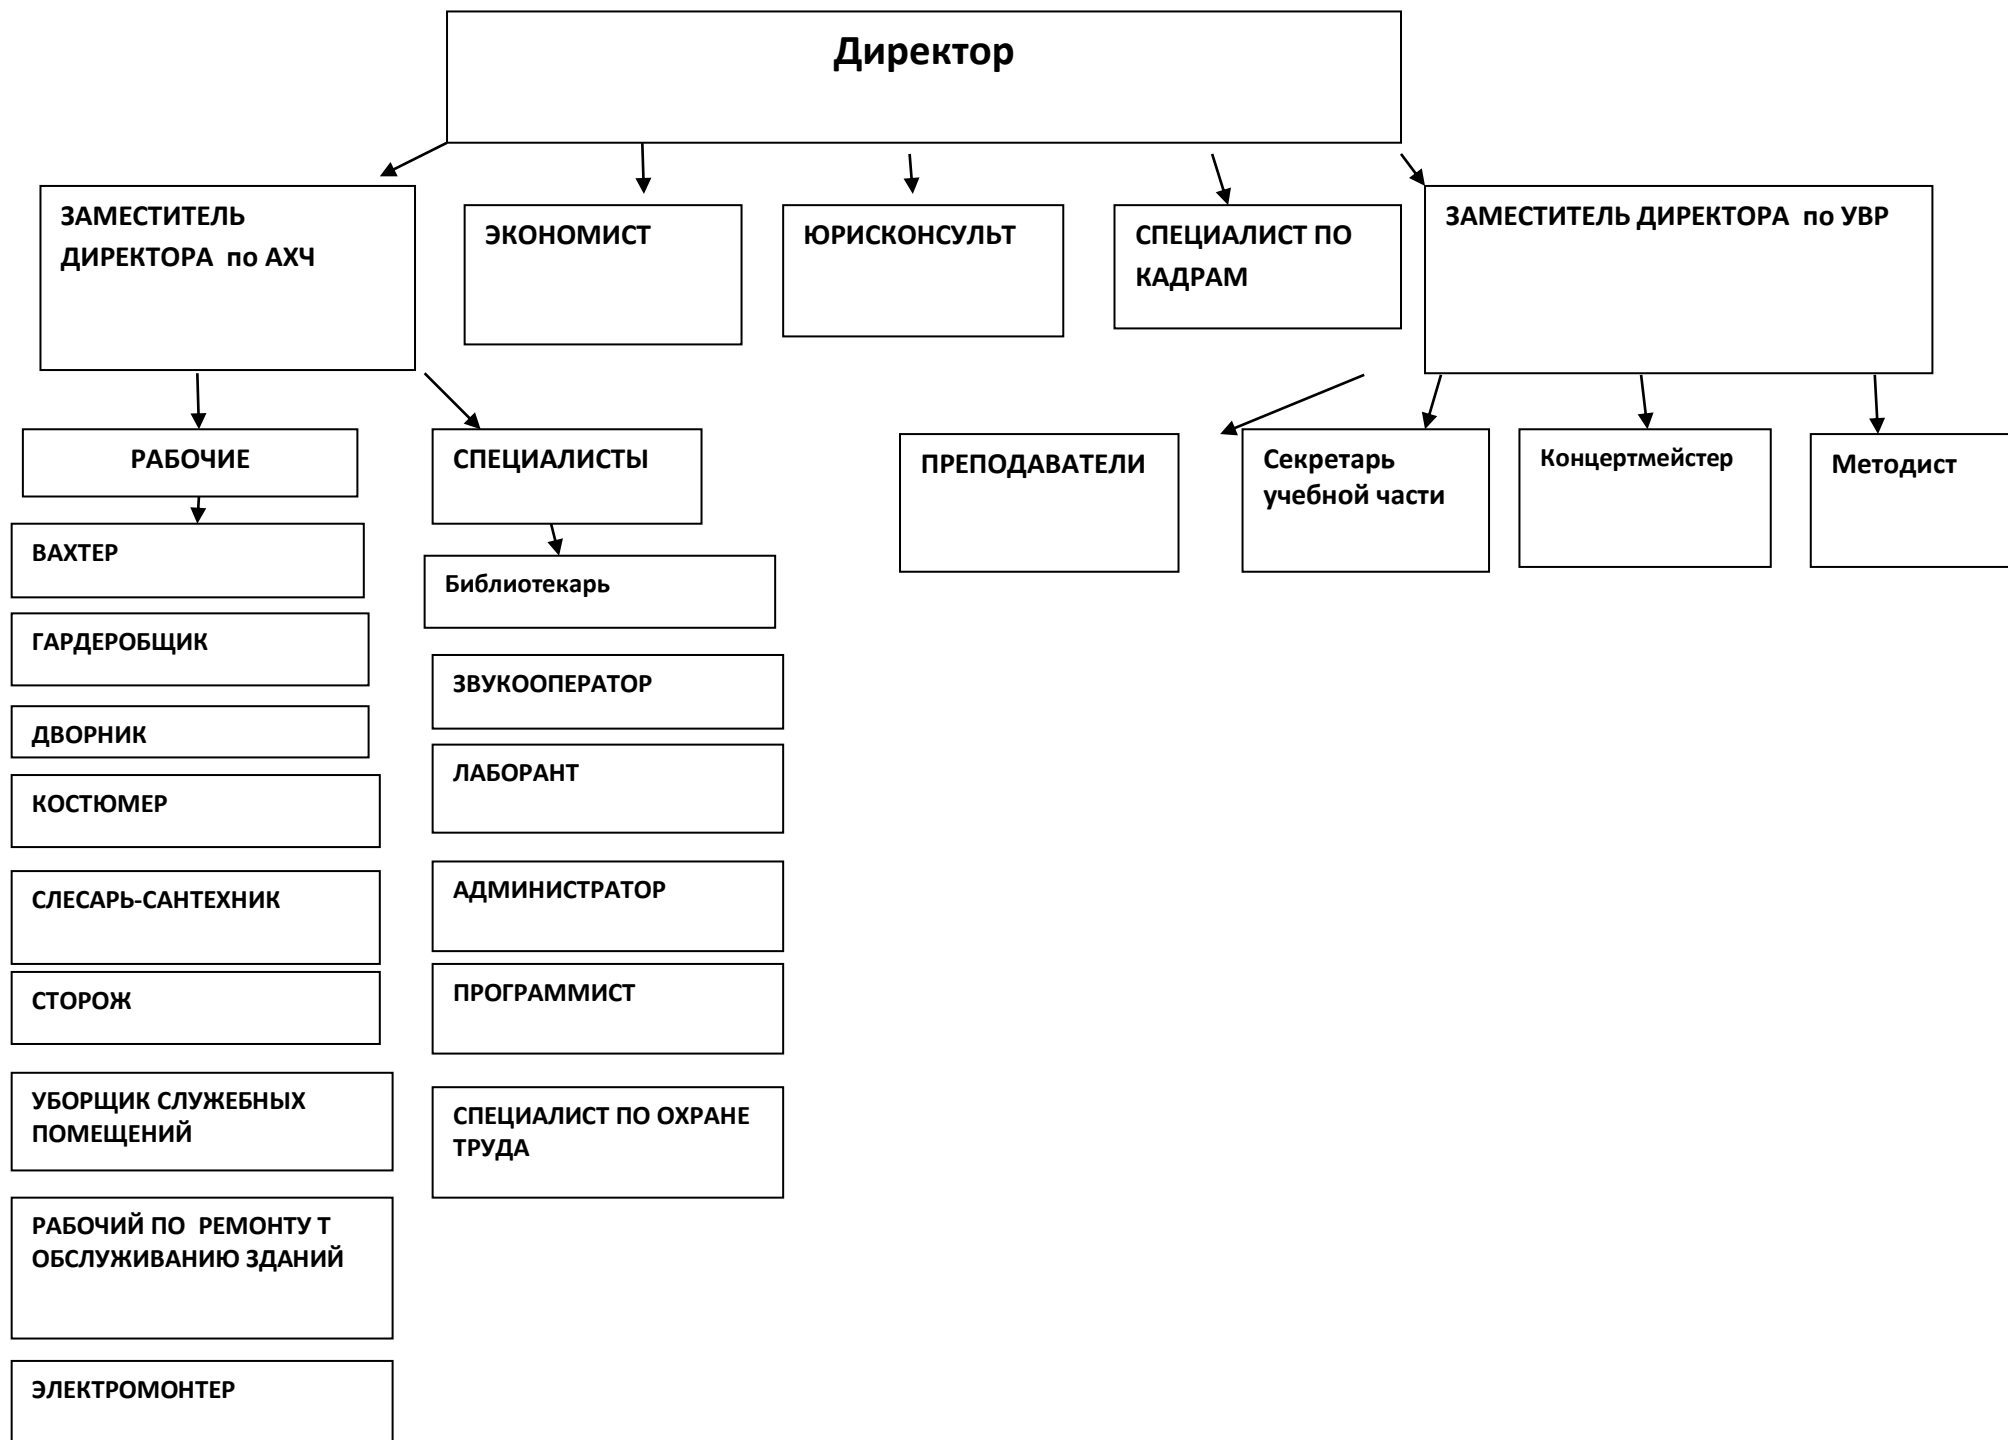 Директор
ЗАМЕСТИТЕЛЬ
ДИРЕКТОРА  по АХЧ
ЭКОНОМИСТ
ЮРИСКОНСУЛЬТ
СПЕЦИАЛИСТ ПО
КАДРАМ
ЗАМЕСТИТЕЛЬ ДИРЕКТОРА  по УВР
РАБОЧИЕ
СПЕЦИАЛИСТЫ
ПРЕПОДАВАТЕЛИ
Секретарь
учебной части
Концертмейстер
Методист
ВАХТЕР
ГАРДЕРОБЩИК
ДВОРНИК
КОСТЮМЕР
СЛЕСАРЬ-САНТЕХНИК
СТОРОЖ
УБОРЩИК СЛУЖЕБНЫХ
ПОМЕЩЕНИЙ
РАБОЧИЙ ПО  РЕМОНТУ Т
ОБСЛУЖИВАНИЮ ЗДАНИЙ
ЭЛЕКТРОМОНТЕР
Библиотекарь
ЗВУКООПЕРАТОР
ЛАБОРАНТ
АДМИНИСТРАТОР
ПРОГРАММИСТ
СПЕЦИАЛИСТ ПО ОХРАНЕ
ТРУДА